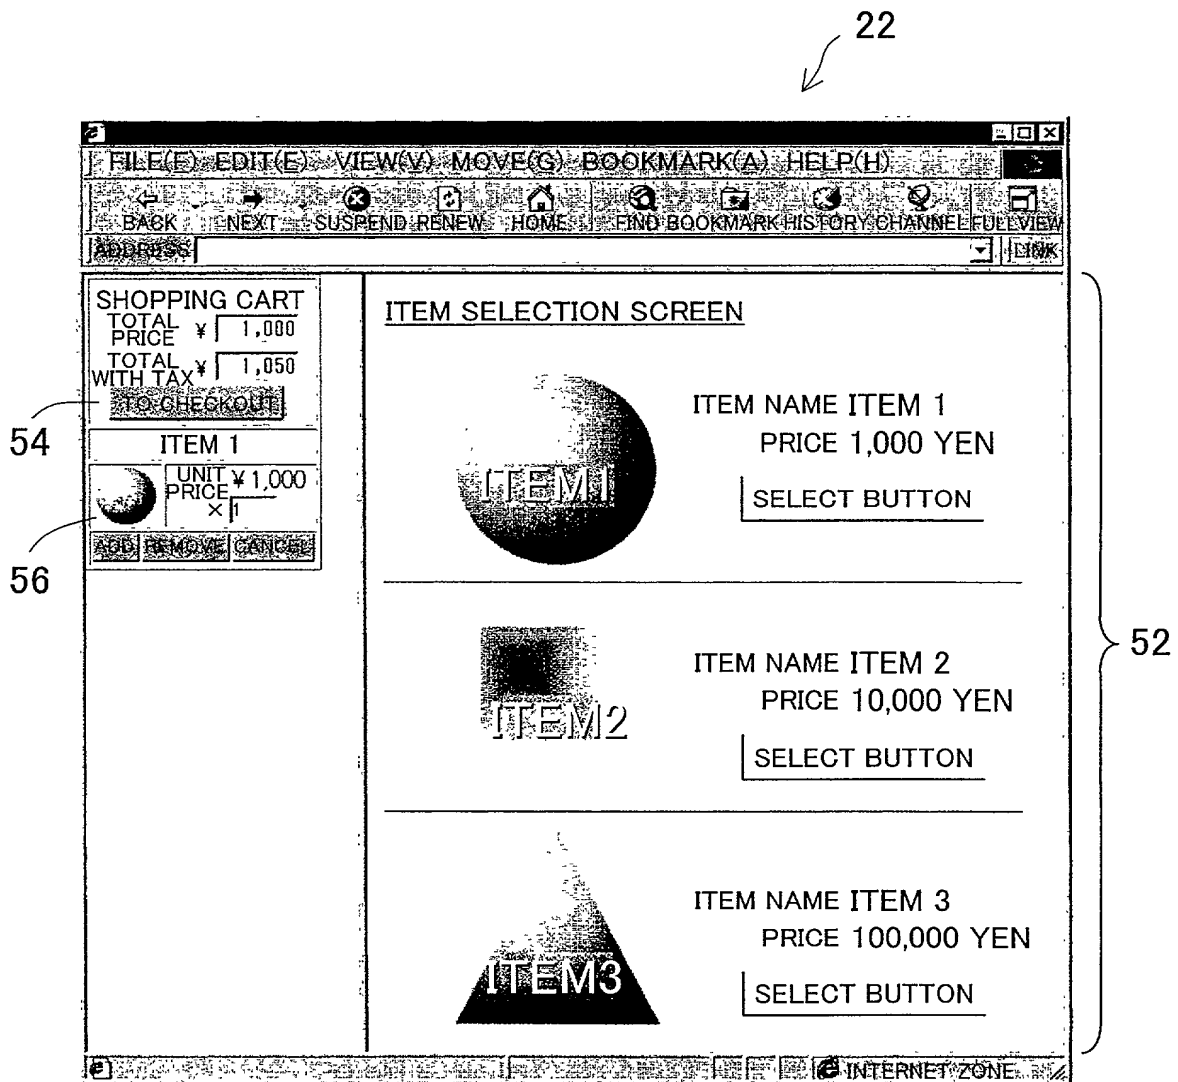 22
FILE(F) EDIT(E) VIEW(V) MOVE(G) BOOKMARK(A) HELP(H)
BACK NEXT SUSPEND RENEW HOME FIND BOOKMARK HISTORY CHANNEL FULL VIEW
ADDRESS LINK
SHOPPING CART
TOTAL PRICE ¥ 1,000
TOTAL WITH TAX ¥ 1,050
TO CHECKOUT
54
ITEM 1
UNIT PRICE ¥1,000
× 1
ADD REMOVE CANCEL
56
ITEM SELECTION SCREEN
ITEM1
ITEM NAME ITEM 1
PRICE 1,000 YEN
SELECT BUTTON
ITEM2
ITEM NAME ITEM 2
PRICE 10,000 YEN
SELECT BUTTON
52
ITEM3
ITEM NAME ITEM 3
PRICE 100,000 YEN
SELECT BUTTON
INTERNET ZONE